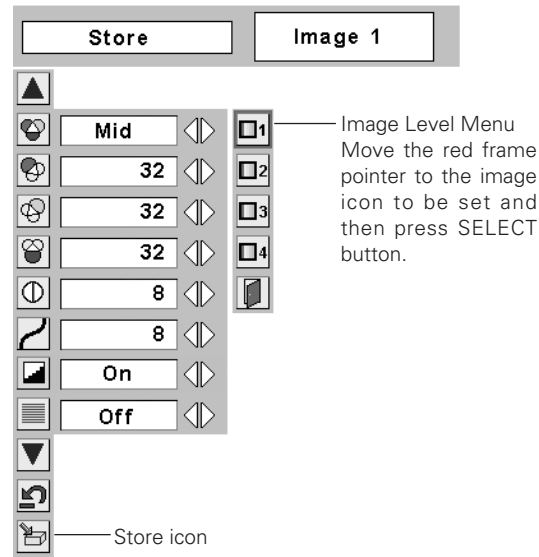 Store
Image 1
Mid
32
32
32
8
8
On
Off
1
2
3
4
Image Level Menu
Move the red frame
pointer to the image
icon to be set and
then press SELECT
button.
Store icon